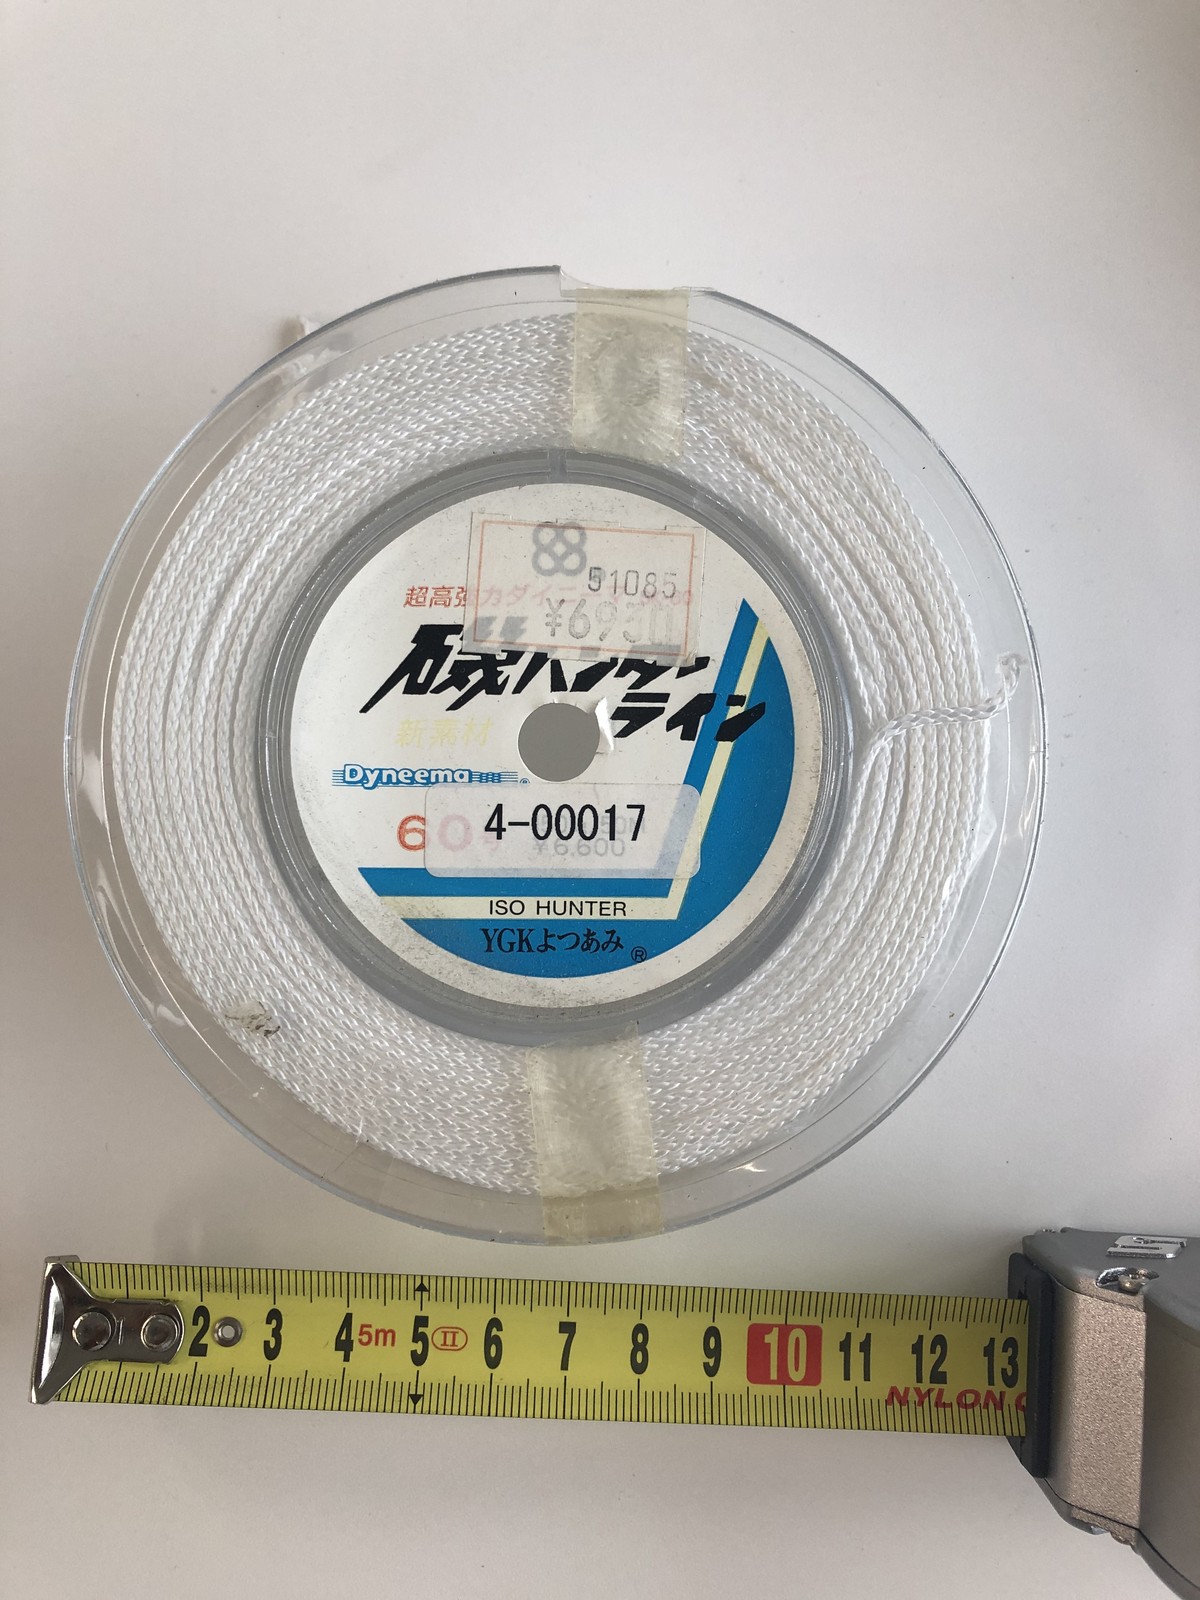 51085
超高強力ダイニーマ
磯ハンター
ライン
新素材
Dyneema
60
4-00017
¥6,600
ISO HUNTER
YGKよつあみ®
2 3 4 5m 5 II 6 7 8 9 10 11 12 13
NYLON